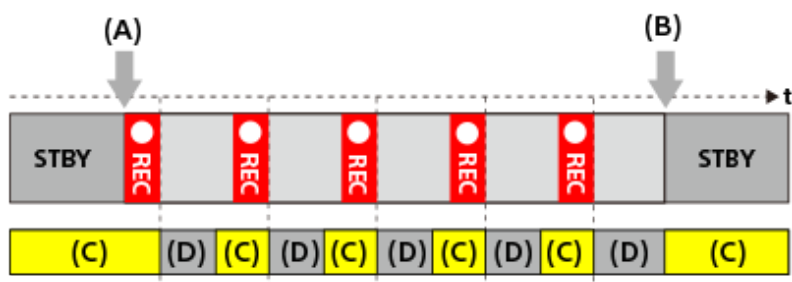 (A) (B)
t
STBY REC REC REC REC REC STBY
(C) (D) (C) (D) (C) (D) (C) (D) (C) (D) (C)